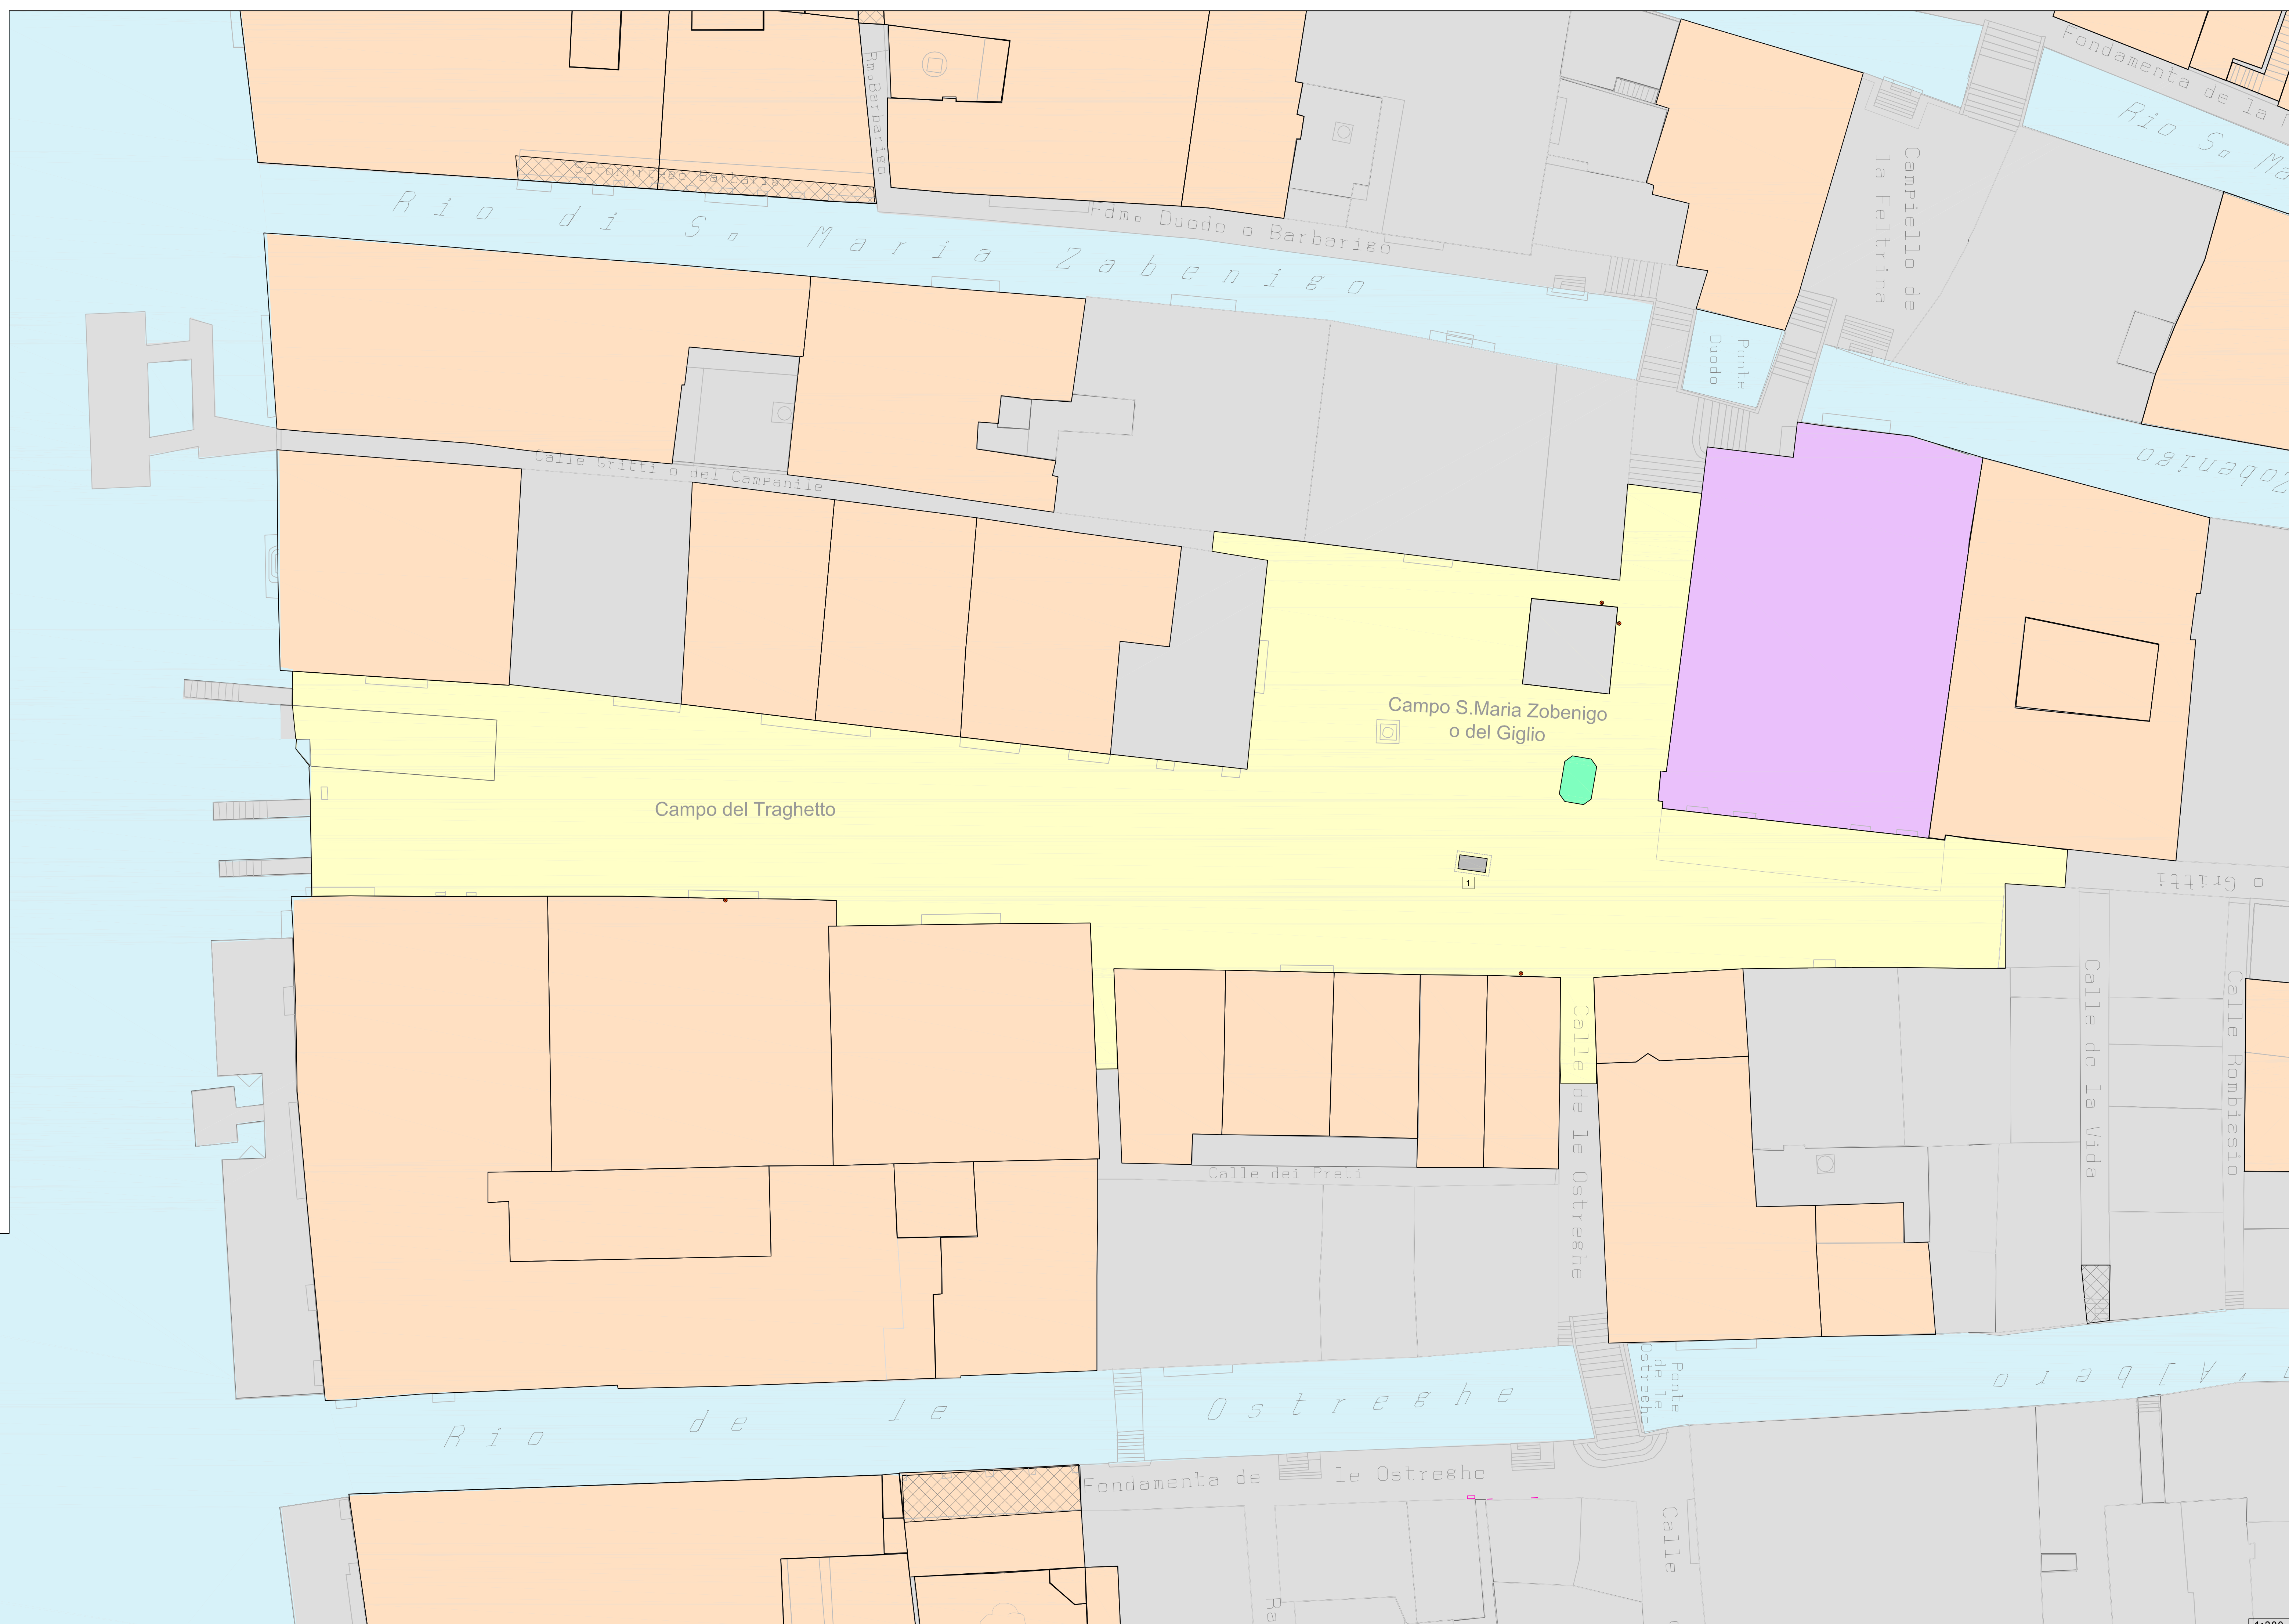 Fondamenta de la
Rm.Barbarigo
Rio S. Ma
Sotoportego Barbarigo
Campiello de
la Feltrina
Fdm. Duodo o Barbarigo
Rio di S. Maria Zabenigo
Ponte
Duodo
Calle Gritti o del Campanile
Zobenigo
Campo S.Maria Zobenigo
o del Giglio
Campo del Traghetto
1
o Gritti
Calle de le Ostreghe
Calle de la Vida
Calle Rombiasio
Calle dei Preti
Ponte
de le
Ostreghe
Rio de le Ostreghe
'Albero
Fondamenta de le Ostreghe
Calle
Ra